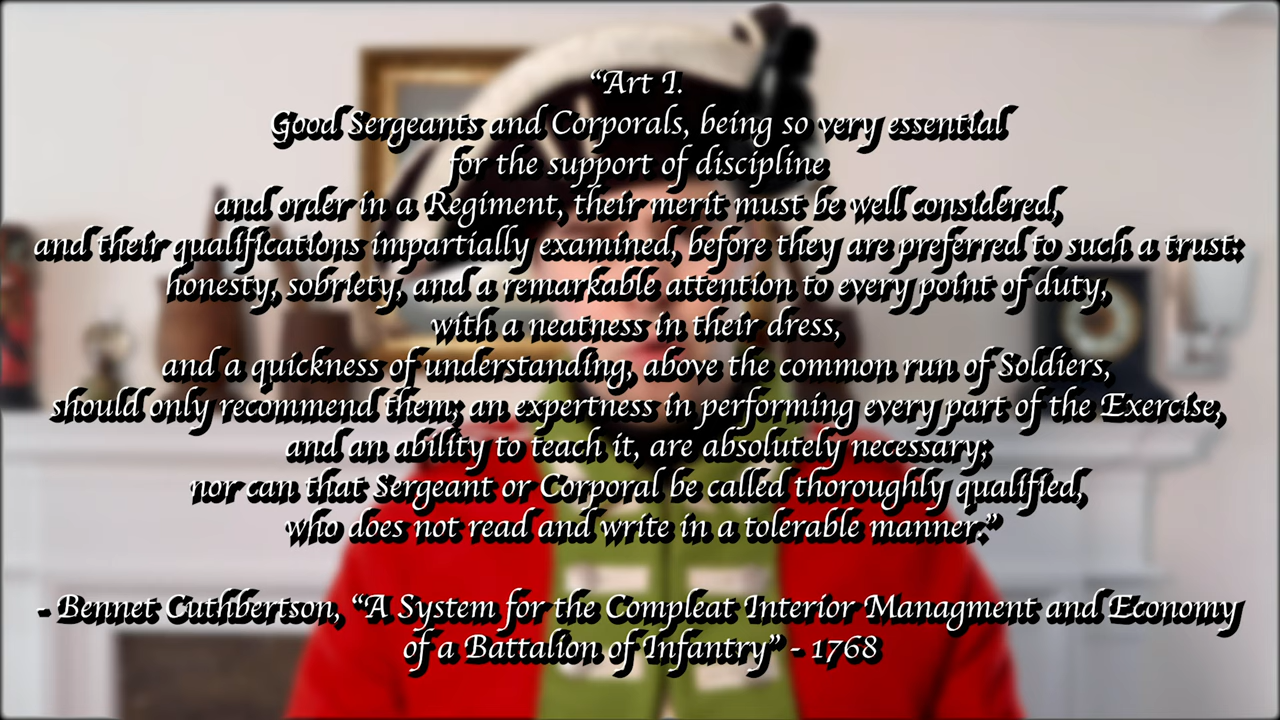 “Art I.
Good Sergeants and Corporals, being so very essential
for the support of discipline
and order in a Regiment, their merit must be well considered,
and their qualifications impartially examined, before they are preferred to such a trust:
honesty, sobriety, and a remarkable attention to every point of duty,
with a neatness in their dress,
and a quickness of understanding, above the common run of Soldiers,
should only recommend them; an expertness in performing every part of the Exercise,
and an ability to teach it, are absolutely necessary;
nor can that Sergeant or Corporal be called thoroughly qualified,
who does not read and write in a tolerable manner.”
- Bennet Cuthbertson, “A System for the Compleat Interior Managment and Economy
of a Battalion of Infantry” - 1768